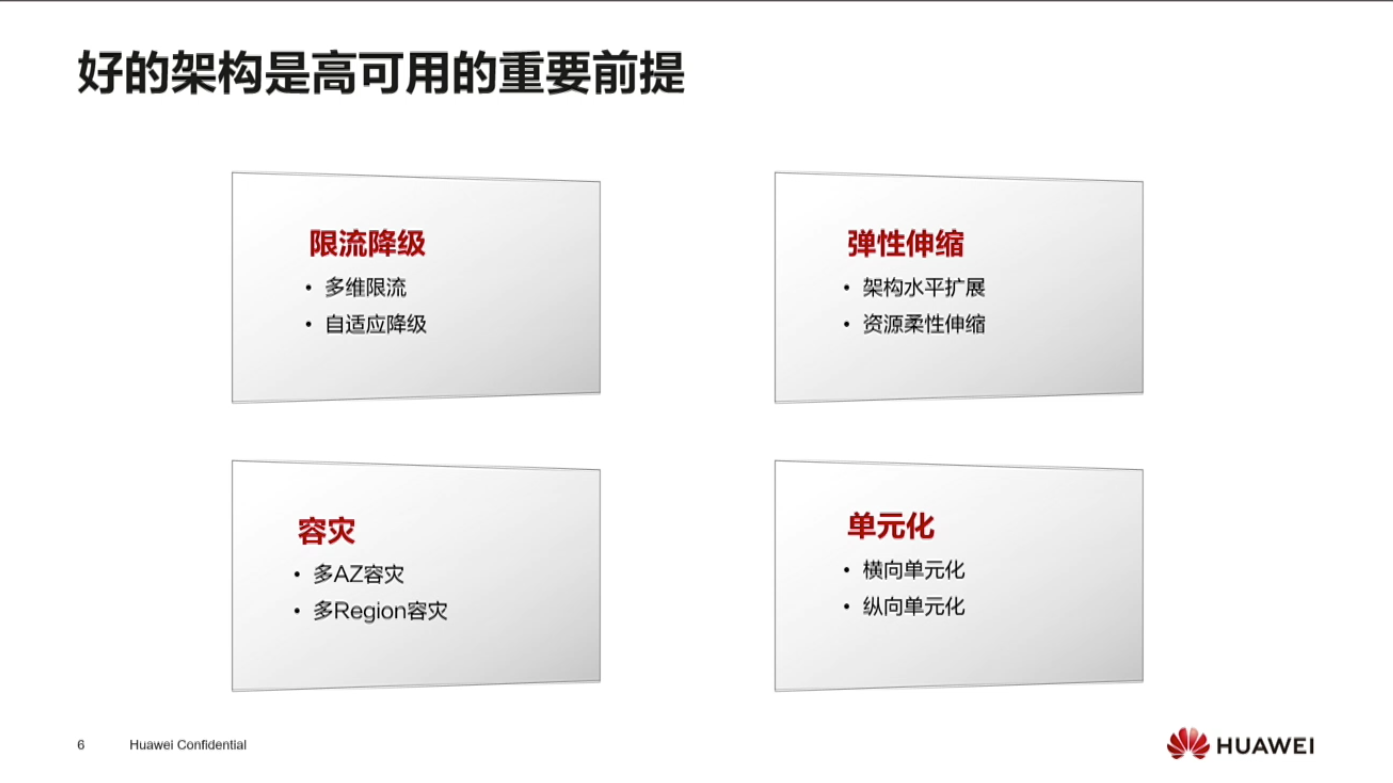 好的架构是高可用的重要前提
限流降级
• 多维限流
• 自适应降级
弹性伸缩
• 架构水平扩展
• 资源柔性伸缩
容灾
• 多AZ容灾
• 多Region容灾
单元化
• 横向单元化
• 纵向单元化
6 Huawei Confidential
HUAWEI